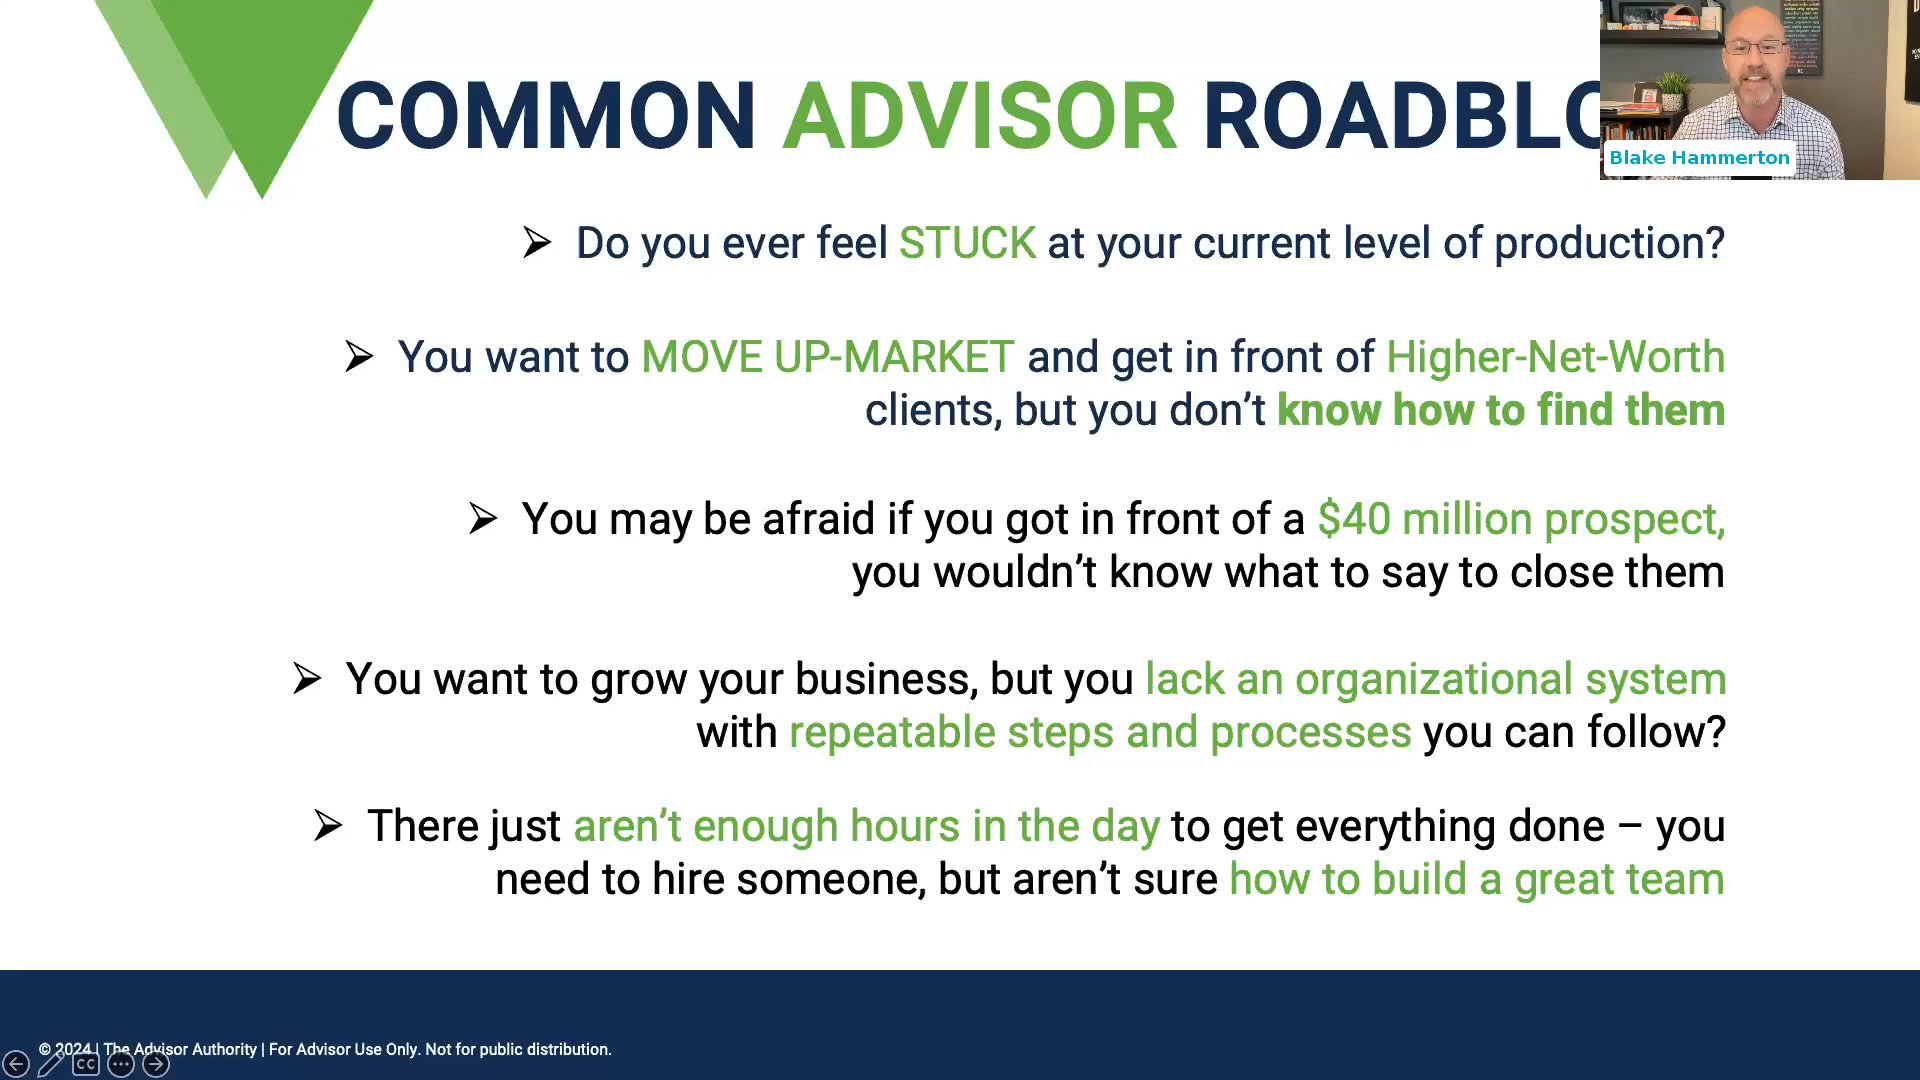 COMMON ADVISOR ROADBLO
Blake Hammerton
➢ Do you ever feel STUCK at your current level of production?
➢ You want to MOVE UP-MARKET and get in front of Higher-Net-Worth
clients, but you don’t know how to find them
➢ You may be afraid if you got in front of a $40 million prospect,
you wouldn’t know what to say to close them
➢ You want to grow your business, but you lack an organizational system
with repeatable steps and processes you can follow?
➢ There just aren’t enough hours in the day to get everything done – you
need to hire someone, but aren’t sure how to build a great team
© 2024 | The Advisor Authority | For Advisor Use Only. Not for public distribution.
CC